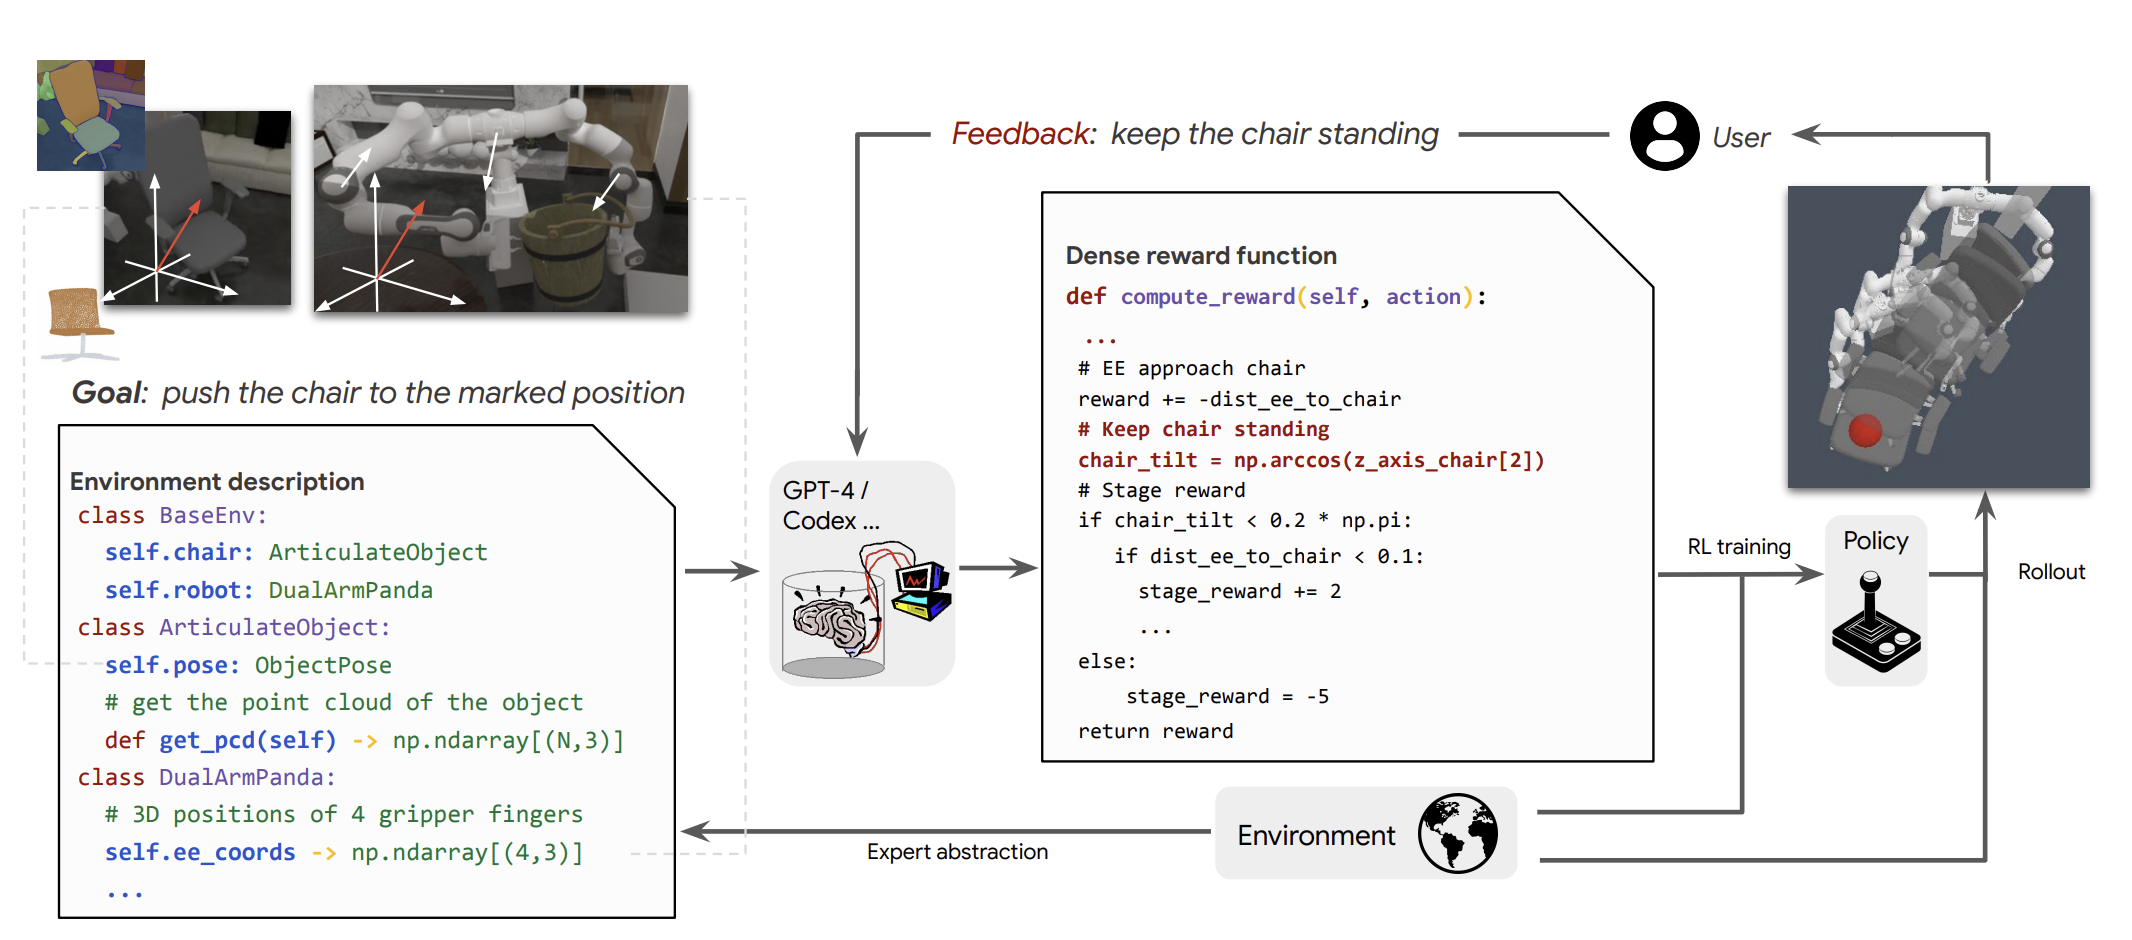 Goal: push the chair to the marked position
Environment description
class BaseEnv:
self.chair: ArticulateObject
self.robot: DualArmPanda
class ArticulateObject:
self.pose: ObjectPose
# get the point cloud of the object
def get_pcd(self) -> np.ndarray[(N,3)]
class DualArmPanda:
# 3D positions of 4 gripper fingers
self.ee_coords -> np.ndarray[(4,3)]
...
GPT-4 /
Codex ...
Feedback: keep the chair standing
User
Dense reward function
def compute_reward(self, action):
...
# EE approach chair
reward += -dist_ee_to_chair
# Keep chair standing
chair_tilt = np.arccos(z_axis_chair[2])
# Stage reward
if chair_tilt < 0.2 * np.pi:
if dist_ee_to_chair < 0.1:
stage_reward += 2
...
else:
stage_reward = -5
return reward
RL training
Policy
Rollout
Environment
Expert abstraction